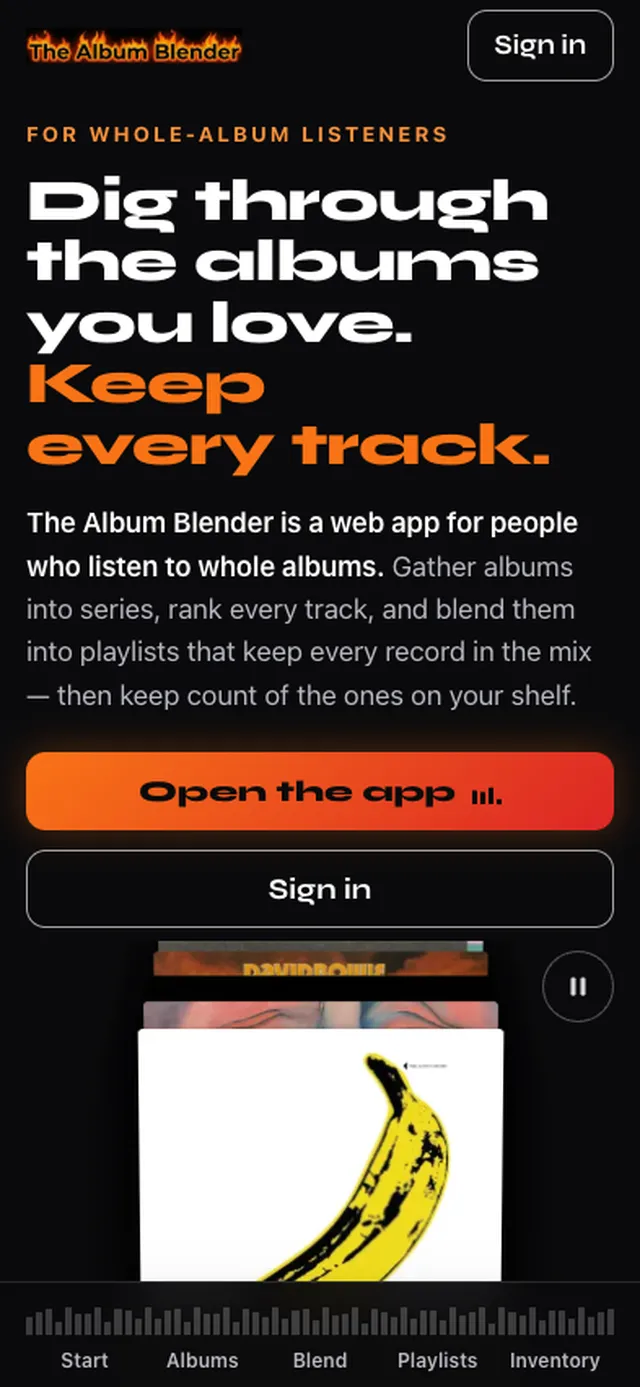 The Album Blender
Sign in
FOR WHOLE-ALBUM LISTENERS
Dig through
the albums
you love.
Keep
every track.
The Album Blender is a web app for people
who listen to whole albums. Gather albums
into series, rank every track, and blend them
into playlists that keep every record in the mix
— then keep count of the ones on your shelf.
Open the app
Sign in
DAVID BOWIE
Start Albums Blend Playlists Inventory